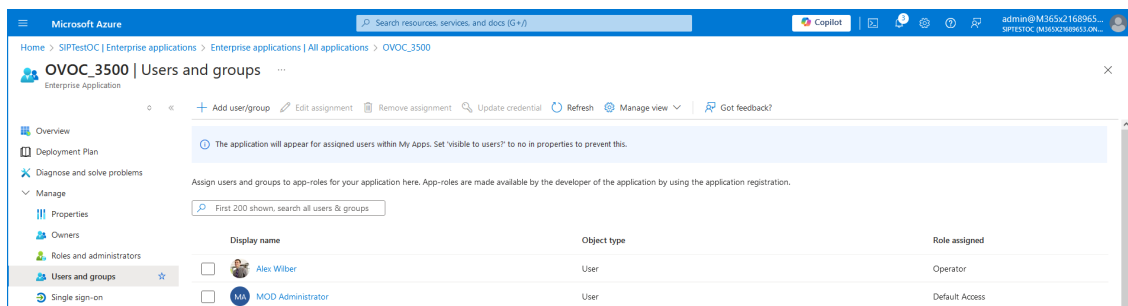 Microsoft Azure
Search resources, services, and docs (G+/)
Copilot
3
admin@M365x2168965...
SIPTESTOC (M365X21689653.ON...
Home > SIPTestOC | Enterprise applications > Enterprise applications | All applications > OVOC_3500
OVOC_3500 | Users and groups ...
Enterprise Application
Add user/group
Edit assignment
Remove assignment
Update credential
Refresh
Manage view
Got feedback?
Overview
Deployment Plan
Diagnose and solve problems
Manage
Properties
Owners
Roles and administrators
Users and groups
Single sign-on
The application will appear for assigned users within My Apps. Set 'visible to users?' to no in properties to prevent this.
Assign users and groups to app-roles for your application here. App-roles are made available by the developer of the application by using the application registration.
First 200 shown, search all users & groups
Display name Object type Role assigned
Alex Wilber User Operator
MA MOD Administrator User Default Access